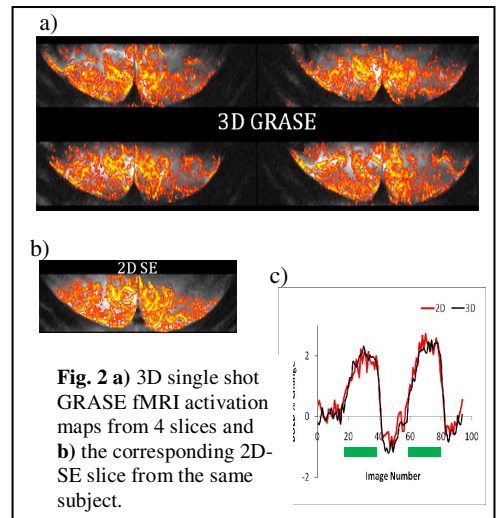 a)
3D GRASE
b)
2D SE
Fig. 2 a) 3D single shot
GRASE fMRI activation
maps from 4 slices and
b) the corresponding 2D-
SE slice from the same
subject.
c)
2D 3D
2
0
-2
0 20 40 60 80 100
Image Number